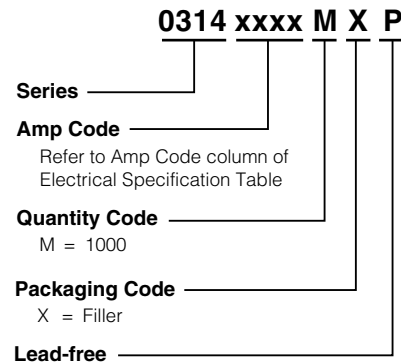 0314 xxxx M X P
Series
Amp Code
Refer to Amp Code column of
Electrical Specification Table
Quantity Code
M = 1000
Packaging Code
X = Filler
Lead-free